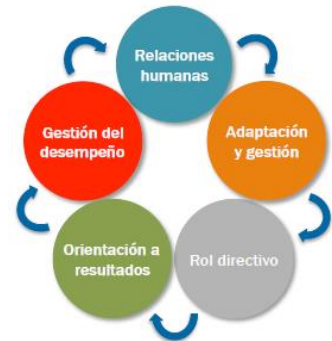 Relaciones
humanas
Adaptación
y gestión
Rol directivo
Orientación a
resultados
Gestión del
desempeño